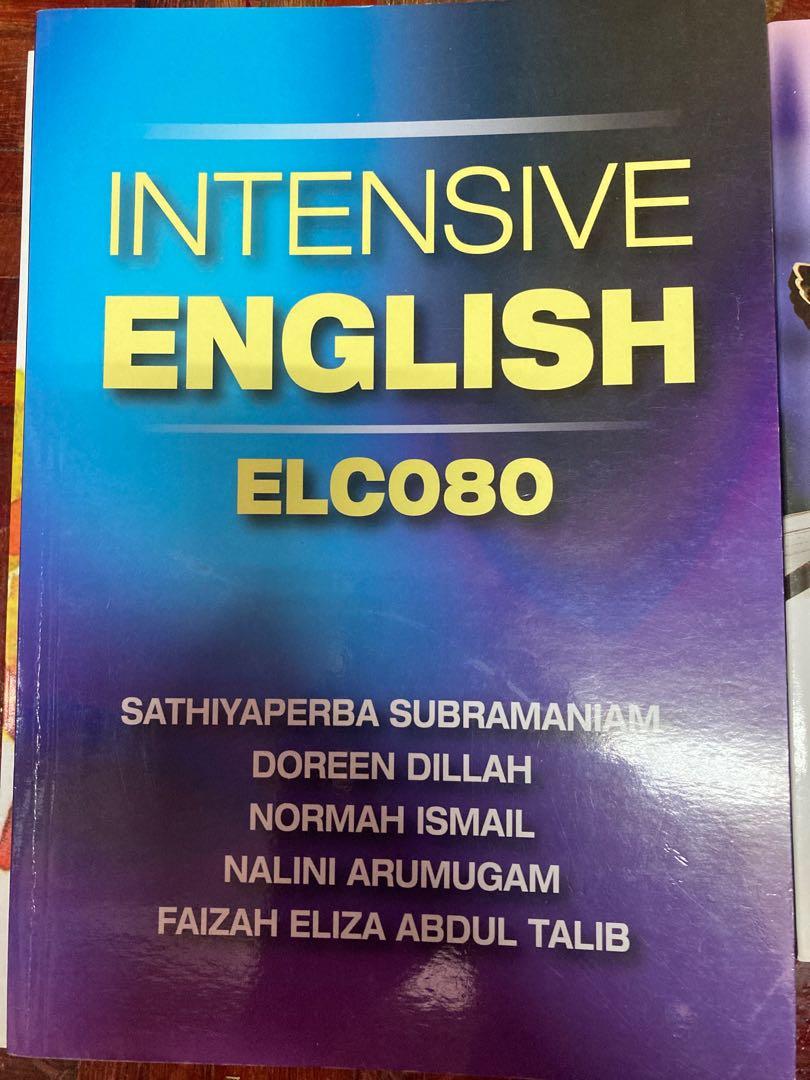 INTENSIVE
ENGLISH
ELC080
SATHIYAPERBA SUBRAMANIAM
DOREEN DILLAH
NORMAH ISMAIL
NALINI ARUMUGAM
FAIZAH ELIZA ABDUL TALIB